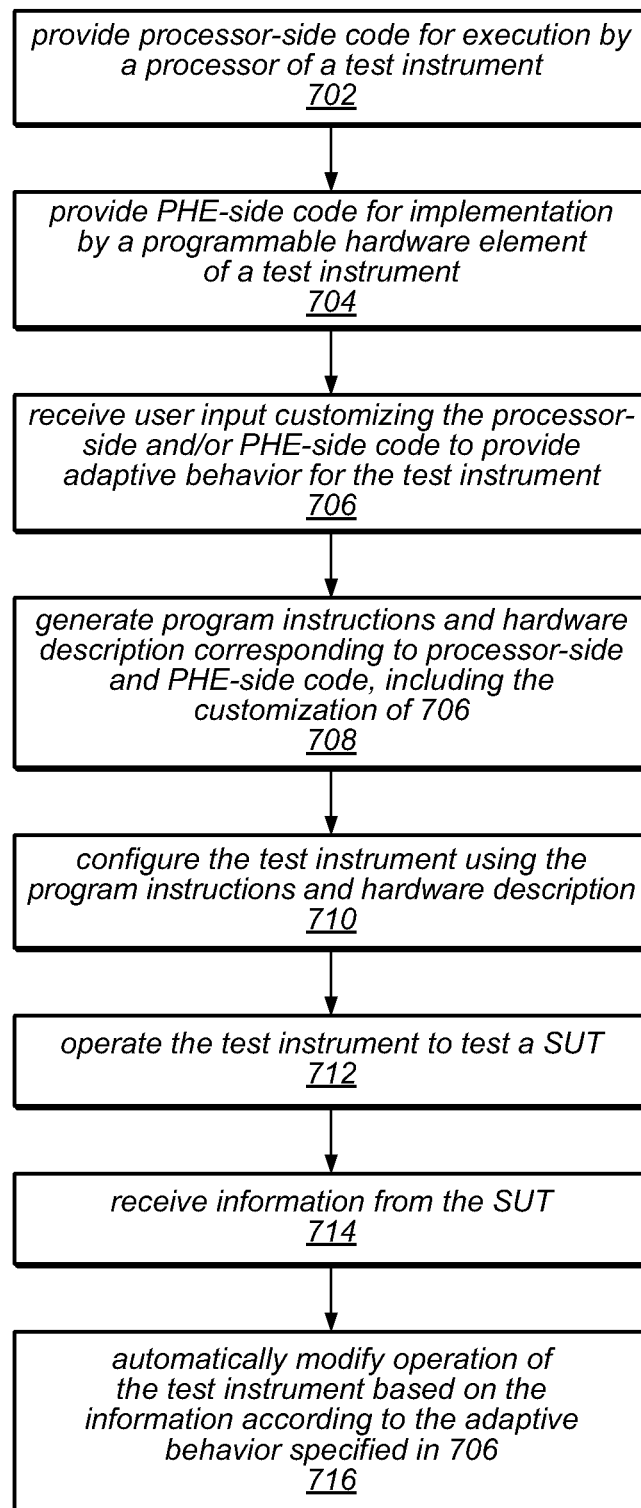 provide processor-side code for execution by
a processor of a test instrument
702
provide PHE-side code for implementation
by a programmable hardware element
of a test instrument
704
receive user input customizing the processor-
side and/or PHE-side code to provide
adaptive behavior for the test instrument
706
generate program instructions and hardware
description corresponding to processor-side
and PHE-side code, including the
customization of 706
708
configure the test instrument using the
program instructions and hardware description
710
operate the test instrument to test a SUT
712
receive information from the SUT
714
automatically modify operation of
the test instrument based on the
information according to the adaptive
behavior specified in 706
716